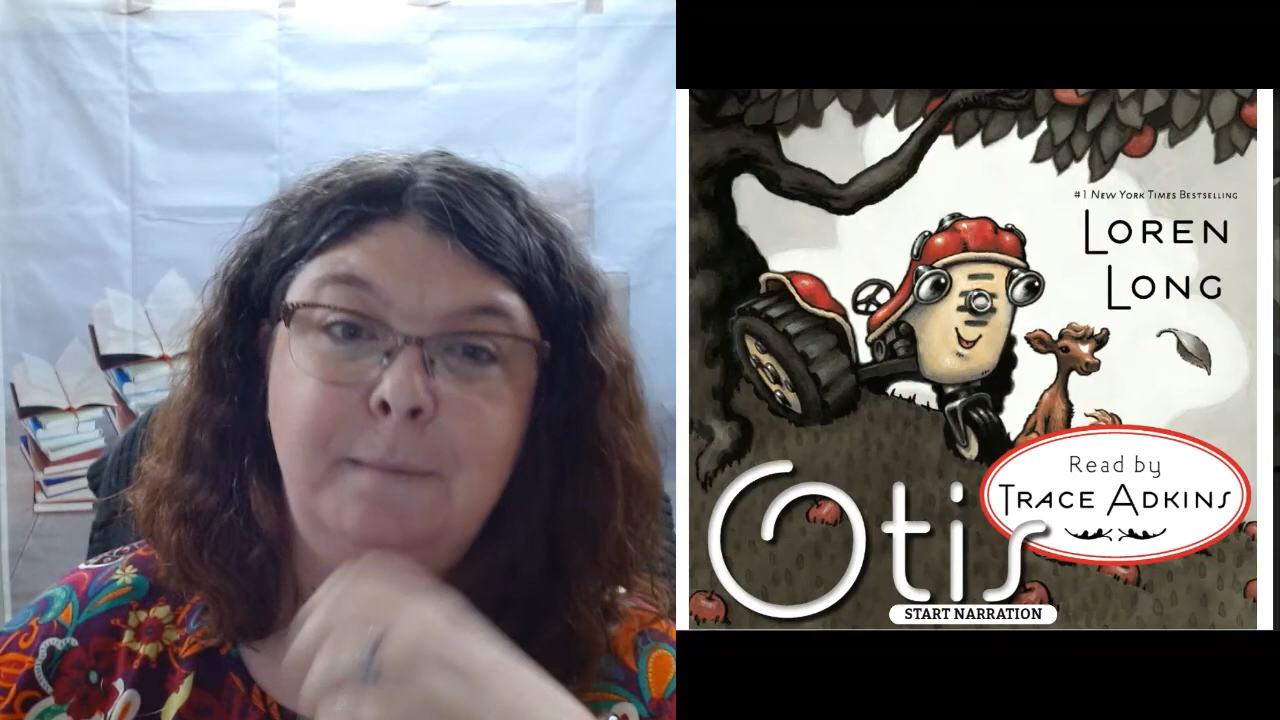 #1 NEW YORK TIMES BESTSELLING
LOREN
LONG
Read by
TRACE ADKINS
Otis
START NARRATION